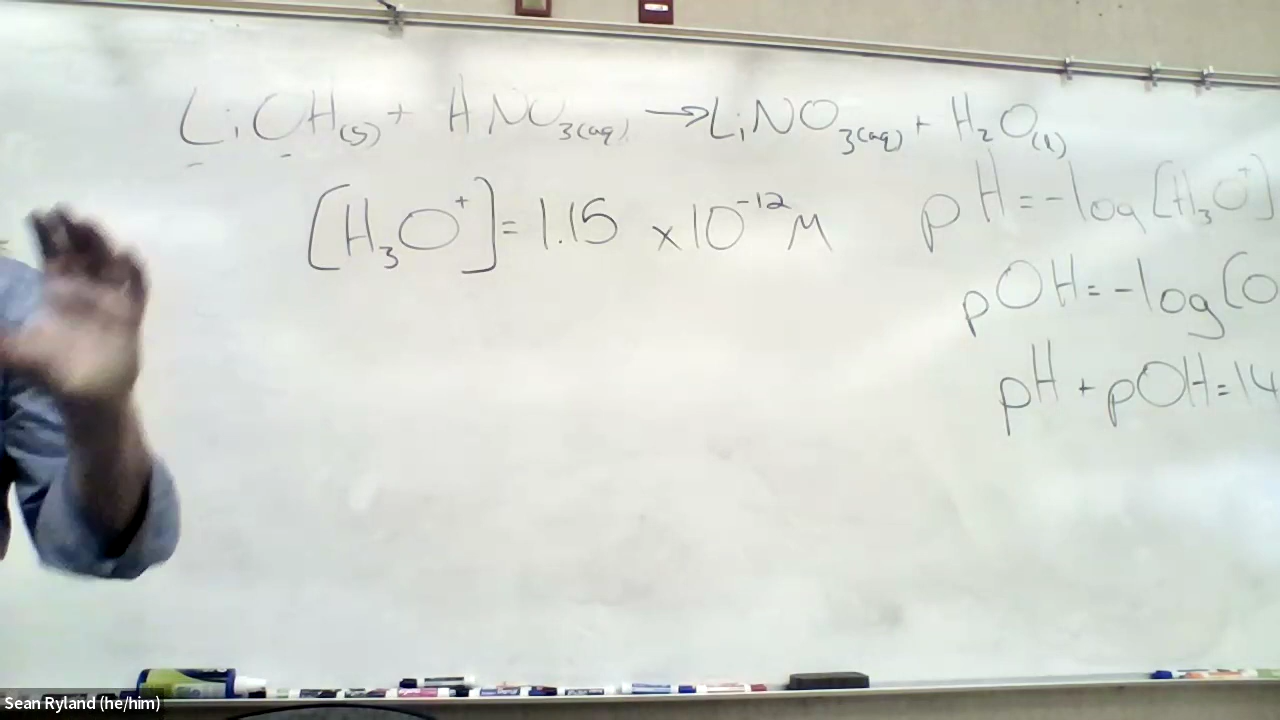 LiOH(s) + HNO3(aq) → LiNO3(aq) + H2O(l)
[H3O+] = 1.15 x10^-12 M
pH = -log[H3O+]
pOH = -log[O
pH + pOH = 14
Sean Ryland (he/him)